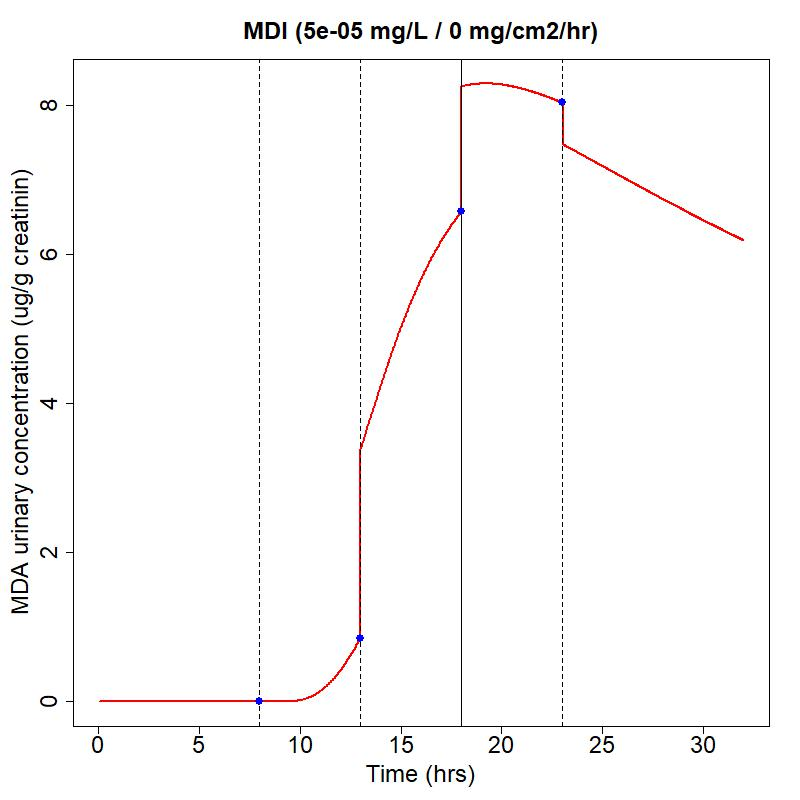 MDI (5e-05 mg/L / 0 mg/cm2/hr)
MDA urinary concentration (ug/g creatinin)
8
6
4
2
0
0 5 10 15 20 25 30
Time (hrs)